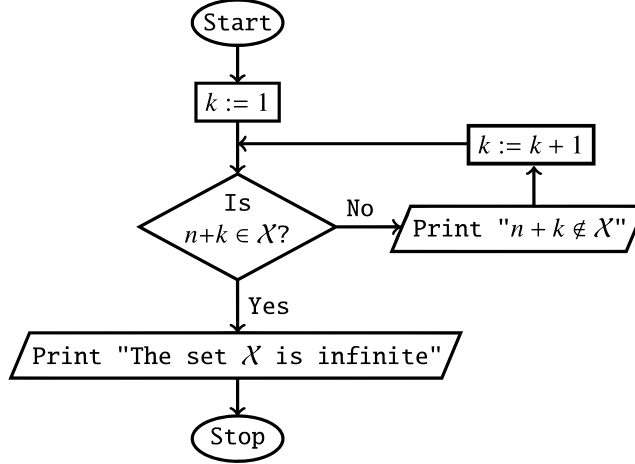 Start
k := 1
k := k + 1
Is
n+k ∈ 𝒳?
No
Print "n + k ∉ 𝒳"
Yes
Print "The set 𝒳 is infinite"
Stop